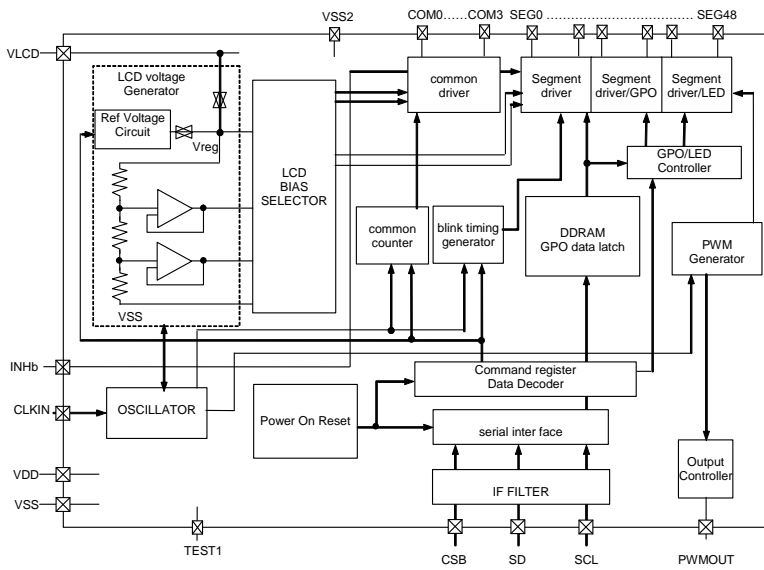 VSS2
COM0……COM3
SEG0 ................................ SEG48
VLCD
LCD voltage
Generator
common
driver
Segment
driver
Segment
driver/GPO
Segment
driver/LED
Ref Voltage
Circuit
Vreg
LCD
BIAS
SELECTOR
GPO/LED
Controller
common
counter
blink timing
generator
DDRAM
GPO data latch
PWM
Generator
VSS
INHb
Command register
Data Decoder
CLKIN
OSCILLATOR
Power On Reset
serial inter face
VDD
VSS
IF FILTER
Output
Controller
TEST1
CSB
SD
SCL
PWMOUT